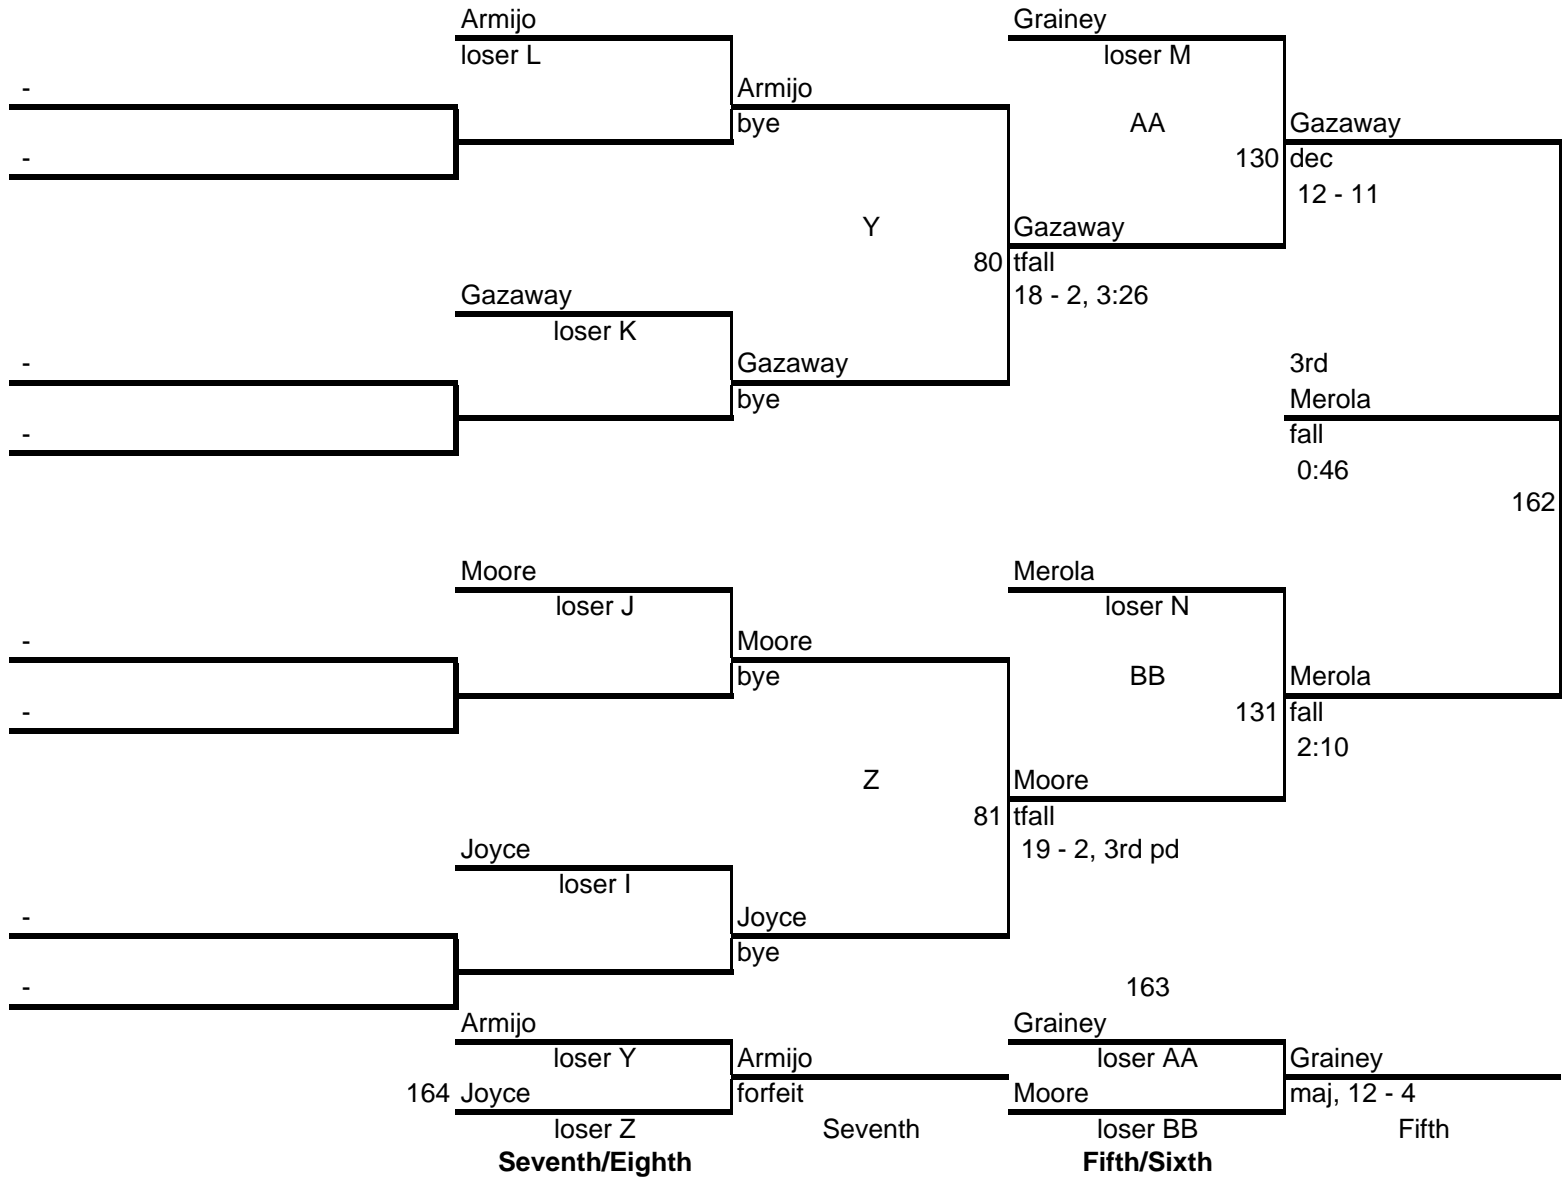 Armijo
Grainey
loser L
loser M
-
Armijo
bye
AA
Gazaway
-
130 dec
12 - 11
Y
Gazaway
80 tfall
Gazaway
18 - 2, 3:26
loser K
-
Gazaway
3rd
bye
Merola
-
fall
0:46
162
Moore
Merola
loser J
loser N
-
Moore
bye
BB
Merola
-
131 fall
2:10
Z
Moore
81 tfall
Joyce
19 - 2, 3rd pd
loser I
-
Joyce
bye
-
163
Armijo
Grainey
loser Y
Armijo
loser AA
Grainey
164 Joyce
forfeit
Moore
maj, 12 - 4
loser Z
Seventh
loser BB
Fifth
Seventh/Eighth
Fifth/Sixth